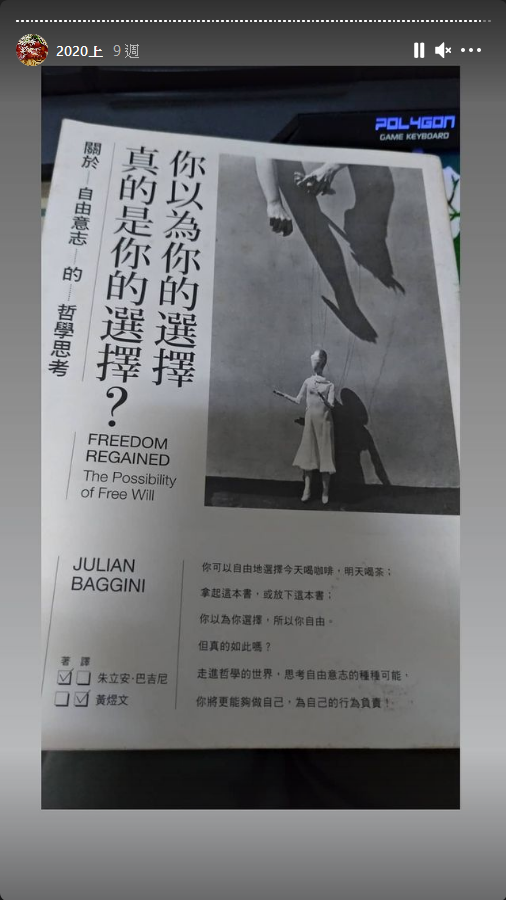 2020上 9 週
POLYGON
GAME KEYBOARD
你以為你的選擇
真的是你的選擇？
關於 自由意志 的 哲學思考
FREEDOM
REGAINED
The Possibility
of Free Will
JULIAN
BAGGINI
著 譯
朱立安·巴吉尼
黃煜文
你可以自由地選擇今天喝咖啡，明天喝茶；
拿起這本書，或放下這本書；
你以為你選擇，所以你自由。
但真的如此嗎？
走進哲學的世界，思考自由意志的種種可能，
你將更能夠做自己，為自己的行為負責！